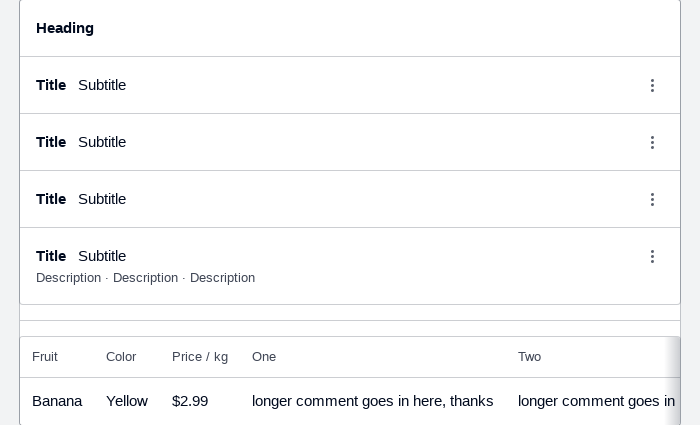 Heading
Title Subtitle
Title Subtitle
Title Subtitle
Title Subtitle
Description · Description · Description
Fruit Color Price / kg One Two
Banana Yellow $2.99 longer comment goes in here, thanks longer comment goes in